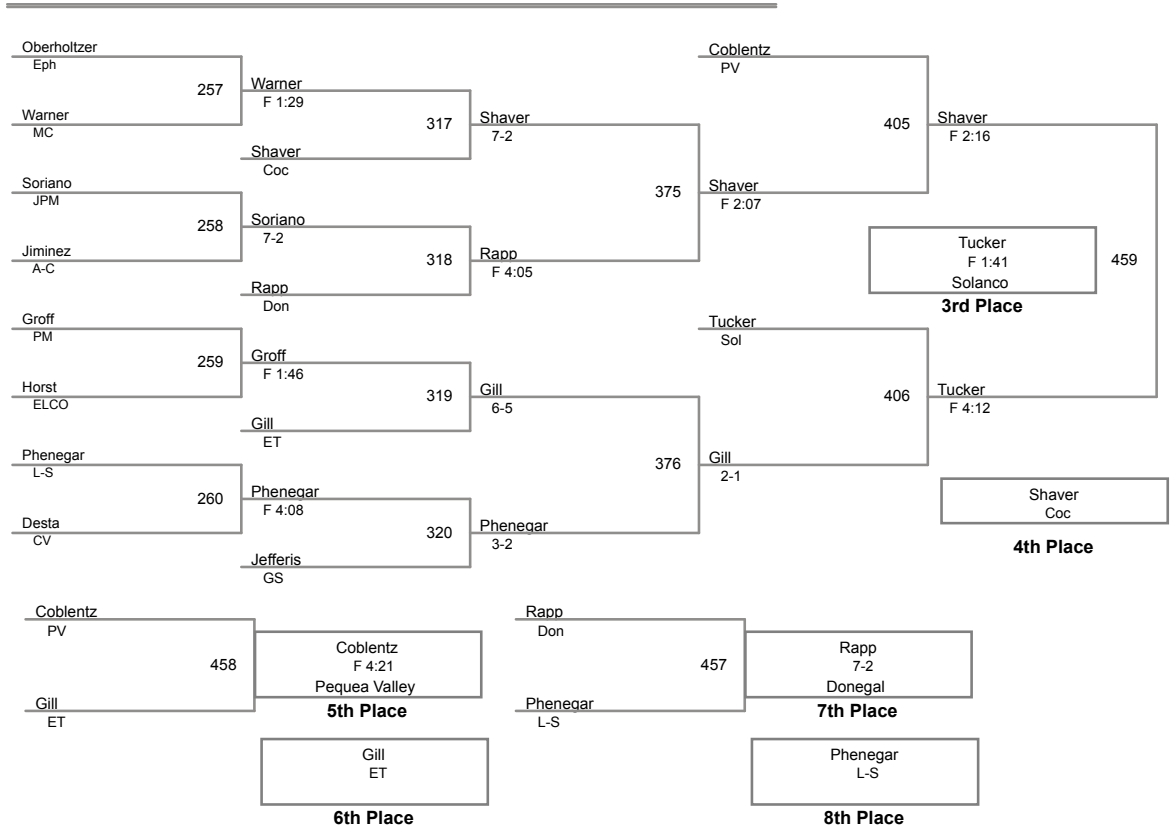 Oberholtzer
Eph
257
Warner
MC
Warner
F 1:29
317
Shaver
Coc
Shaver
7-2
Soriano
JPM
258
Jiminez
A-C
Soriano
7-2
318
Rapp
Don
Rapp
F 4:05
375
Shaver
F 2:07
Coblentz
PV
405
Shaver
F 2:16
Groff
PM
259
Horst
ELCO
Groff
F 1:46
319
Gill
ET
Gill
6-5
Phenegar
L-S
260
Desta
CV
Phenegar
F 4:08
320
Jefferis
GS
Phenegar
3-2
376
Gill
2-1
Tucker
Sol
406
Tucker
F 4:12
459
Tucker
F 1:41
Solanco
3rd Place
Shaver
Coc
4th Place
Coblentz
PV
458
Gill
ET
Coblentz
F 4:21
Pequea Valley
5th Place
Gill
ET
6th Place
Rapp
Don
457
Phenegar
L-S
Rapp
7-2
Donegal
7th Place
Phenegar
L-S
8th Place